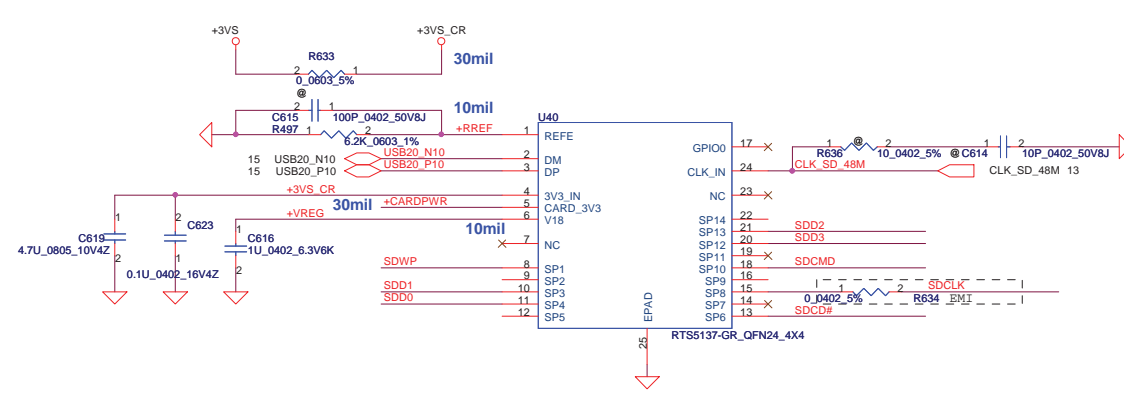 +3VS
+3VS_CR
R633
30mil
2
1
0_0603_5%
@
2
1
C615
100P_0402_50V8J
10mil
R497
1
2
+RREF
6.2K_0603_1%
15 USB20_N10
USB20_N10
15 USB20_P10
USB20_P10
+3VS_CR
30mil
+CARDPWR
+VREG
10mil
1
C619
4.7U_0805_10V4Z
2
2
C623
1
0.1U_0402_16V4Z
1
C616
1U_0402_6.3V6K
2
SDWP
SDD1
SDD0
U40
1 REFE
2 DM
3 DP
4 3V3_IN
5 CARD_3V3
6 V18
7 NC
8 SP1
9 SP2
10 SP3
11 SP4
12 SP5
GPIO0 17
CLK_IN 24
NC 23
SP14 22
SP13 21
SP12 20
SP11 19
SP10 18
SP9 16
SP8 15
SP7 14
SP6 13
EPAD
25
RTS5137-GR_QFN24_4X4
1
@
2
R636
10_0402_5%
@ C614
1
2
10P_0402_50V8J
CLK_SD_48M
CLK_SD_48M 13
SDD2
SDD3
SDCMD
1
2
SDCLK
0_0402_5%
R634
EMI
SDCD#